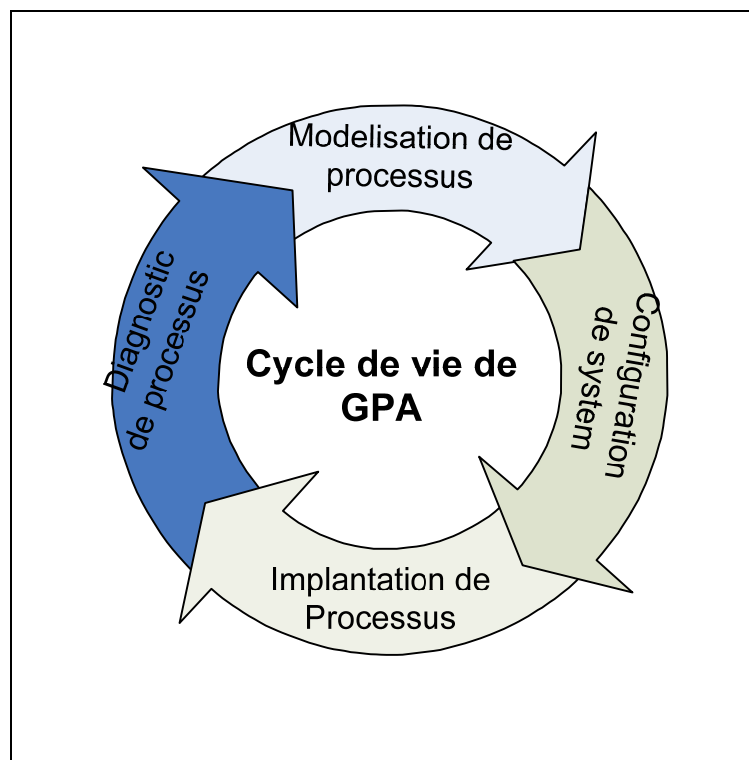 Modelisation de
processus
Configuration
de system
Implantation de
Processus
Diagnostic
de processus
Cycle de vie de
GPA